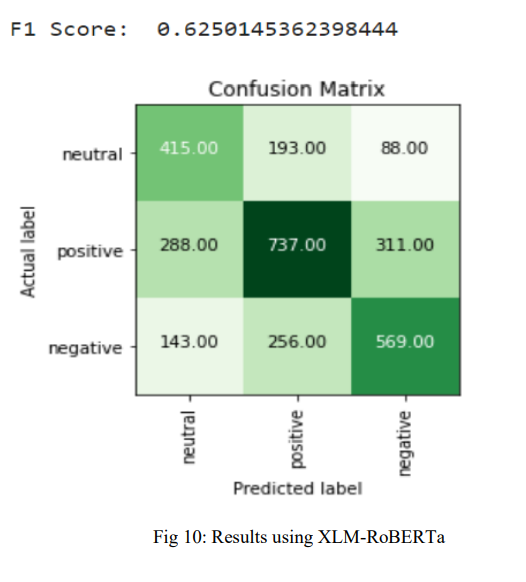 F1 Score: 0.6250145362398444
Confusion Matrix
neutral 415.00 193.00 88.00
positive 288.00 737.00 311.00
negative 143.00 256.00 569.00
Actual label
neutral positive negative
Predicted label
Fig 10: Results using XLM-RoBERTa